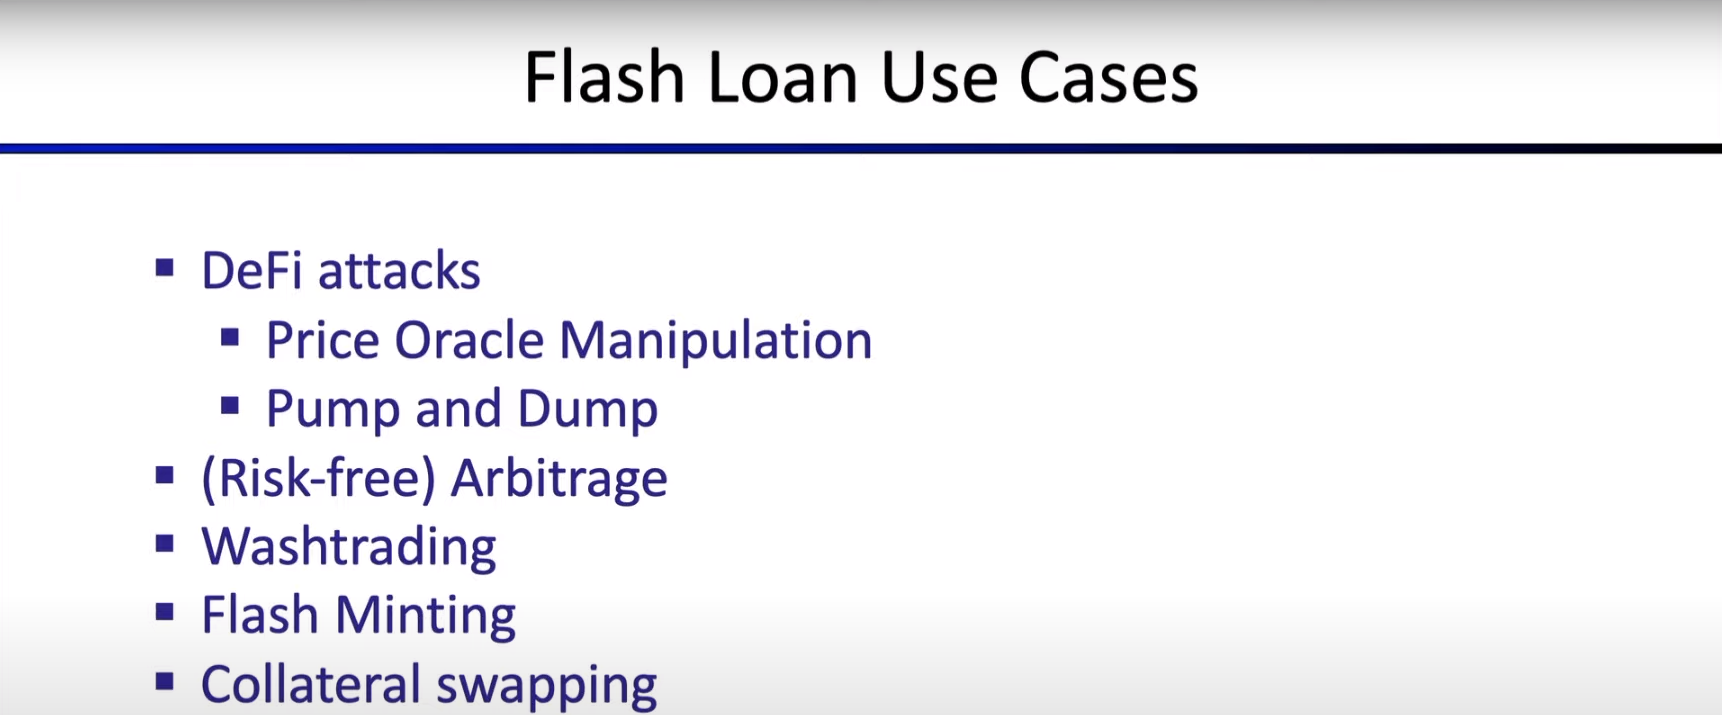 Flash Loan Use Cases
▪ DeFi attacks
▪ Price Oracle Manipulation
▪ Pump and Dump
▪ (Risk-free) Arbitrage
▪ Washtrading
▪ Flash Minting
▪ Collateral swapping